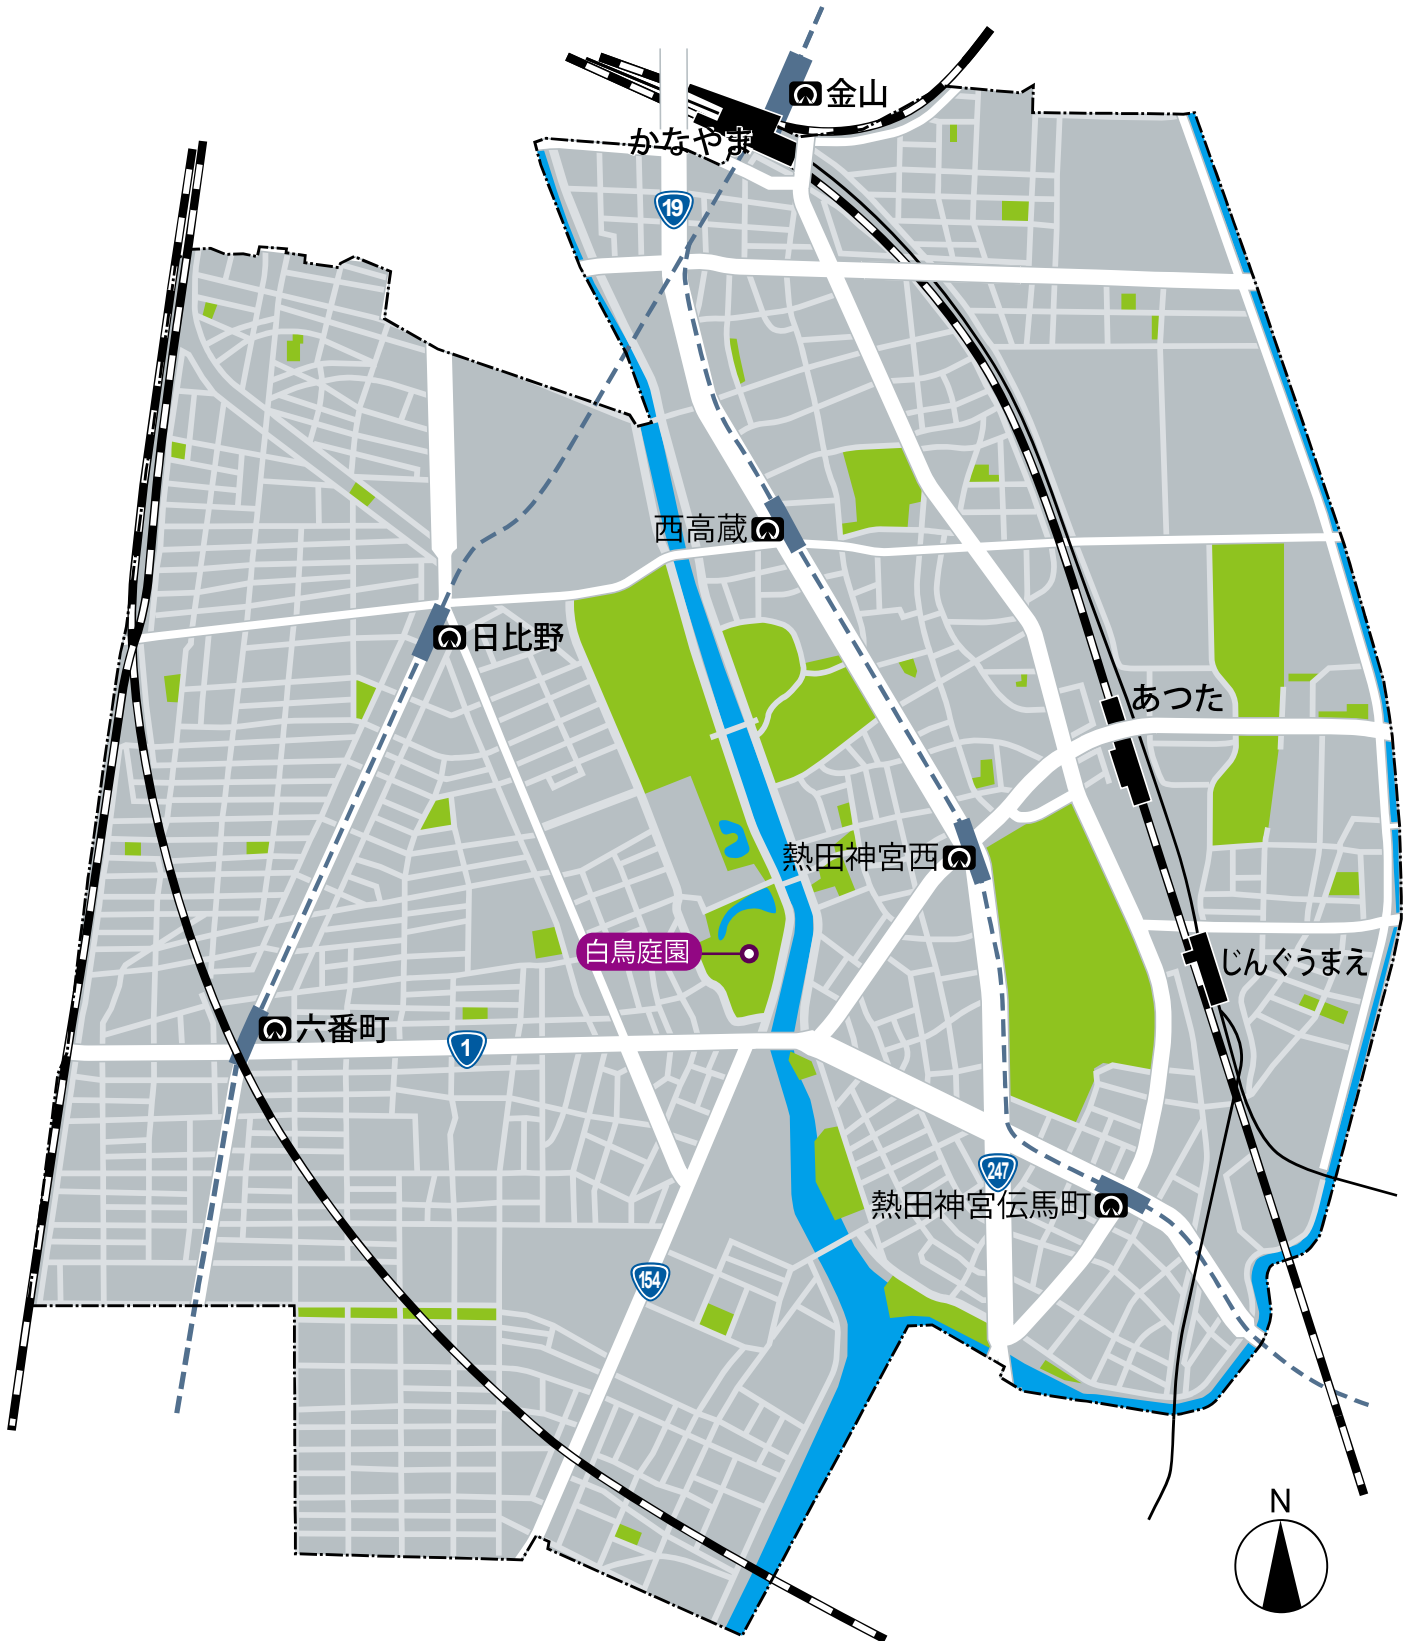 金山
かなやま
19
西高蔵
日比野
あつた
熱田神宮西
白鳥庭園
じんぐうまえ
六番町
1
247
熱田神宮伝馬町
154
N